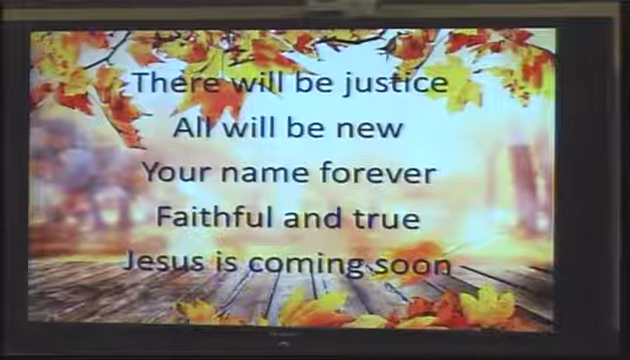 There will be justice
All will be new
Your name forever
Faithful and true
Jesus is coming soon